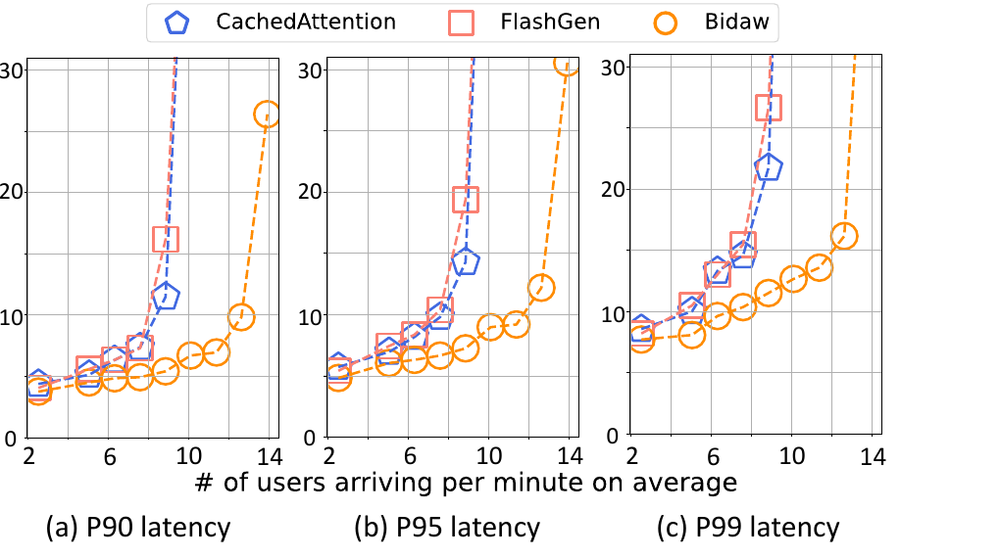 CachedAttention FlashGen Bidaw
30 30 30
20 20 20
10 10 10
0 0 0
2 6 10 14 2 6 10 14 2 6 10 14
# of users arriving per minute on average
(a) P90 latency (b) P95 latency (c) P99 latency